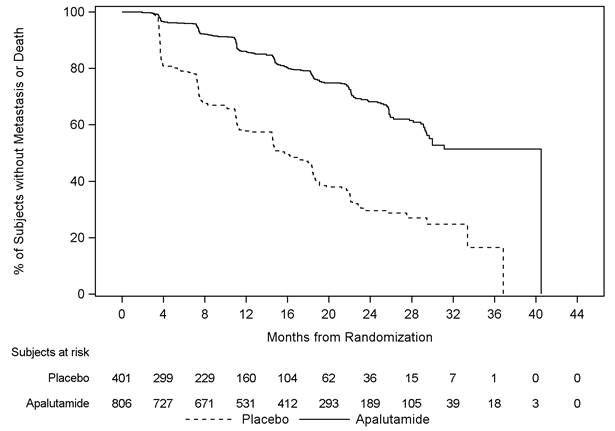 % of Subjects without Metastasis or Death
100
80
60
40
20
0
0 4 8 12 16 20 24 28 32 36 40 44
Months from Randomization
Subjects at risk
Placebo 401 299 229 160 104 62 36 15 7 1 0 0
Apalutamide 806 727 671 531 412 293 189 105 39 18 3 0
Placebo Apalutamide